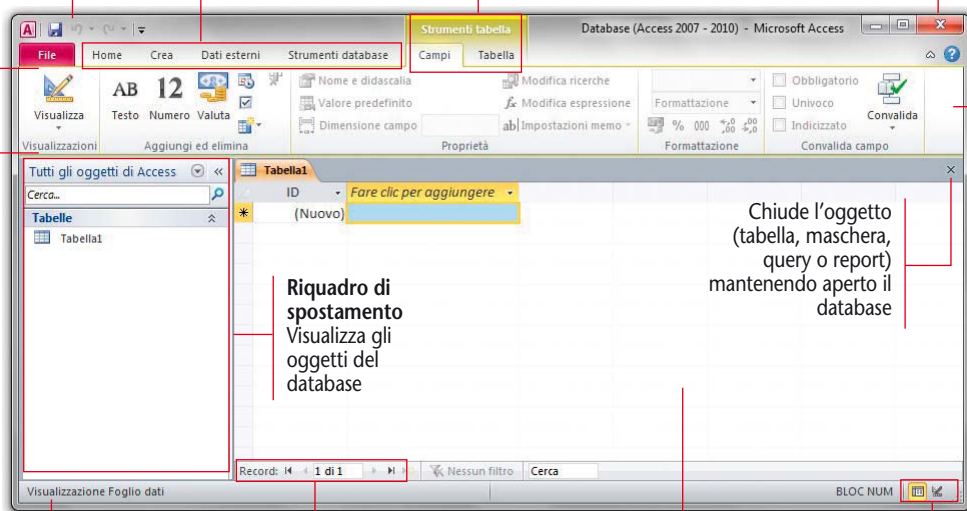 Strumenti tabella
Database (Access 2007 - 2010) - Microsoft Access
File Home Crea Dati esterni Strumenti database Campi Tabella
Visualizza
AB Testo
12 Numero
Valuta
Nome e didascalia
Valore predefinito
Dimensione campo
Modifica ricerche
fx Modifica espressione
ab| Impostazioni memo
Formattazione
% 000 ,00 ,00
Obbligatorio
Univoco
Indicizzato
Convalida
Visualizzazioni Aggiungi ed elimina Proprietà Formattazione Convalida campo
Tutti gli oggetti di Access «
Cerca...
Tabelle
Tabella1
Tabella1
ID Fare clic per aggiungere
* (Nuovo)
Riquadro di
spostamento
Visualizza gli
oggetti del
database
Chiude l'oggetto
(tabella, maschera,
query o report)
mantenendo aperto il
database
Record: 1 di 1 Nessun filtro Cerca
Visualizzazione Foglio dati BLOC NUM